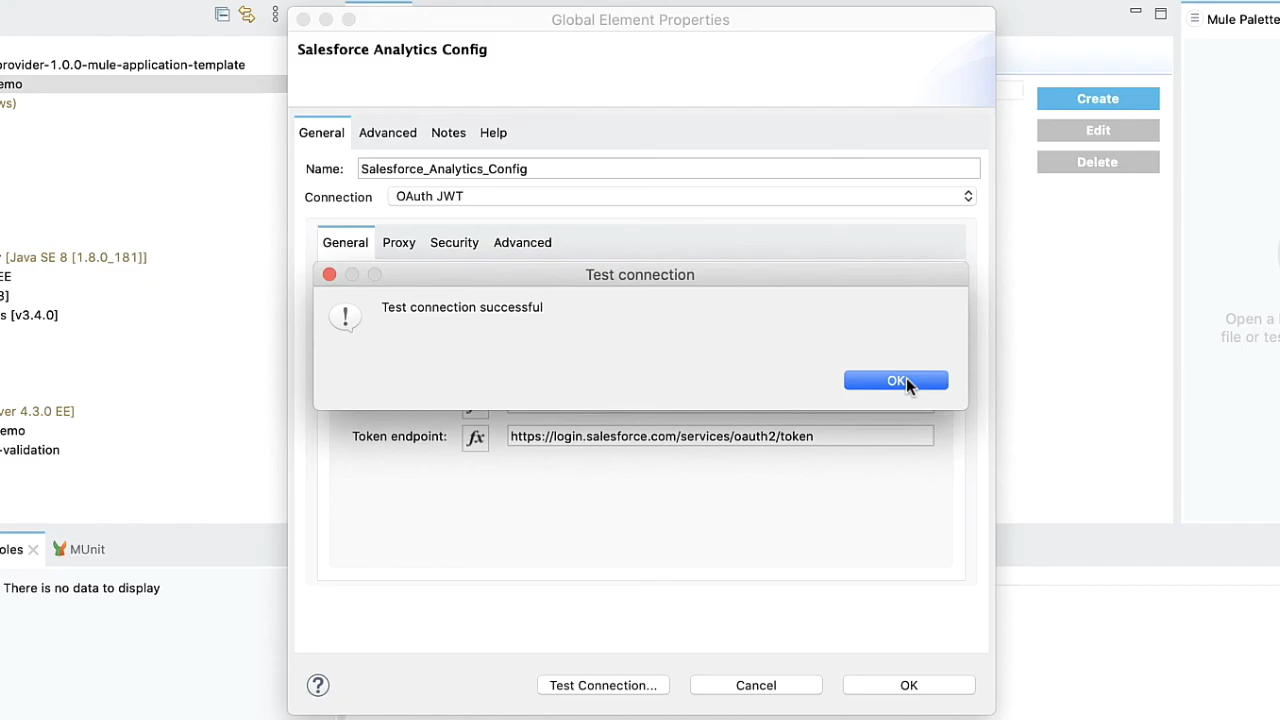 Global Element Properties
Mule Palette
Salesforce Analytics Config
provider-1.0.0-mule-application-template
emo
ws)
Create
Edit
Delete
General Advanced Notes Help
Name: Salesforce_Analytics_Config
Connection OAuth JWT
General Proxy Security Advanced
[Java SE 8 [1.8.0_181]]
EE
3]
s [v3.4.0]
Test connection
Test connection successful
OK
Open a
file or tes
ver 4.3.0 EE]
emo
-validation
Token endpoint: fx https://login.salesforce.com/services/oauth2/token
oles MUnit
There is no data to display
? Test Connection... Cancel OK